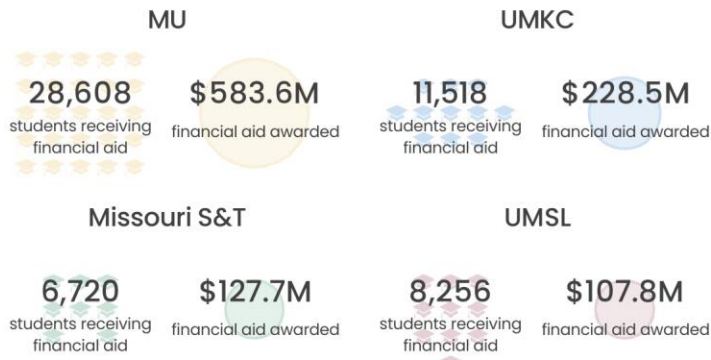 MU
28,608
students receiving
financial aid
$583.6M
financial aid awarded
UMKC
11,518
students receiving
financial aid
$228.5M
financial aid awarded
Missouri S&T
6,720
students receiving
financial aid
$127.7M
financial aid awarded
UMSL
8,256
students receiving
financial aid
$107.8M
financial aid awarded